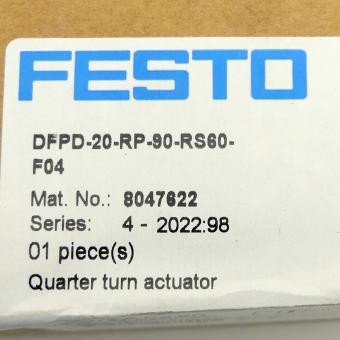 FESTO
DFPD-20-RP-90-RS60-
F04
Mat. No.: 8047622
Series: 4 - 2022:98
01 piece(s)
Quarter turn actuator